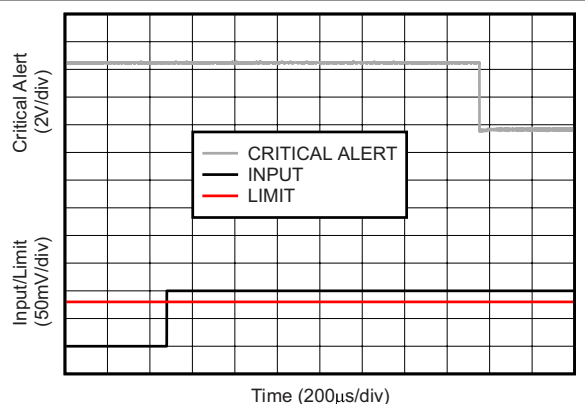 Critical Alert
(2V/div)
CRITICAL ALERT
INPUT
LIMIT
Input/Limit
(50mV/div)
Time (200μs/div)